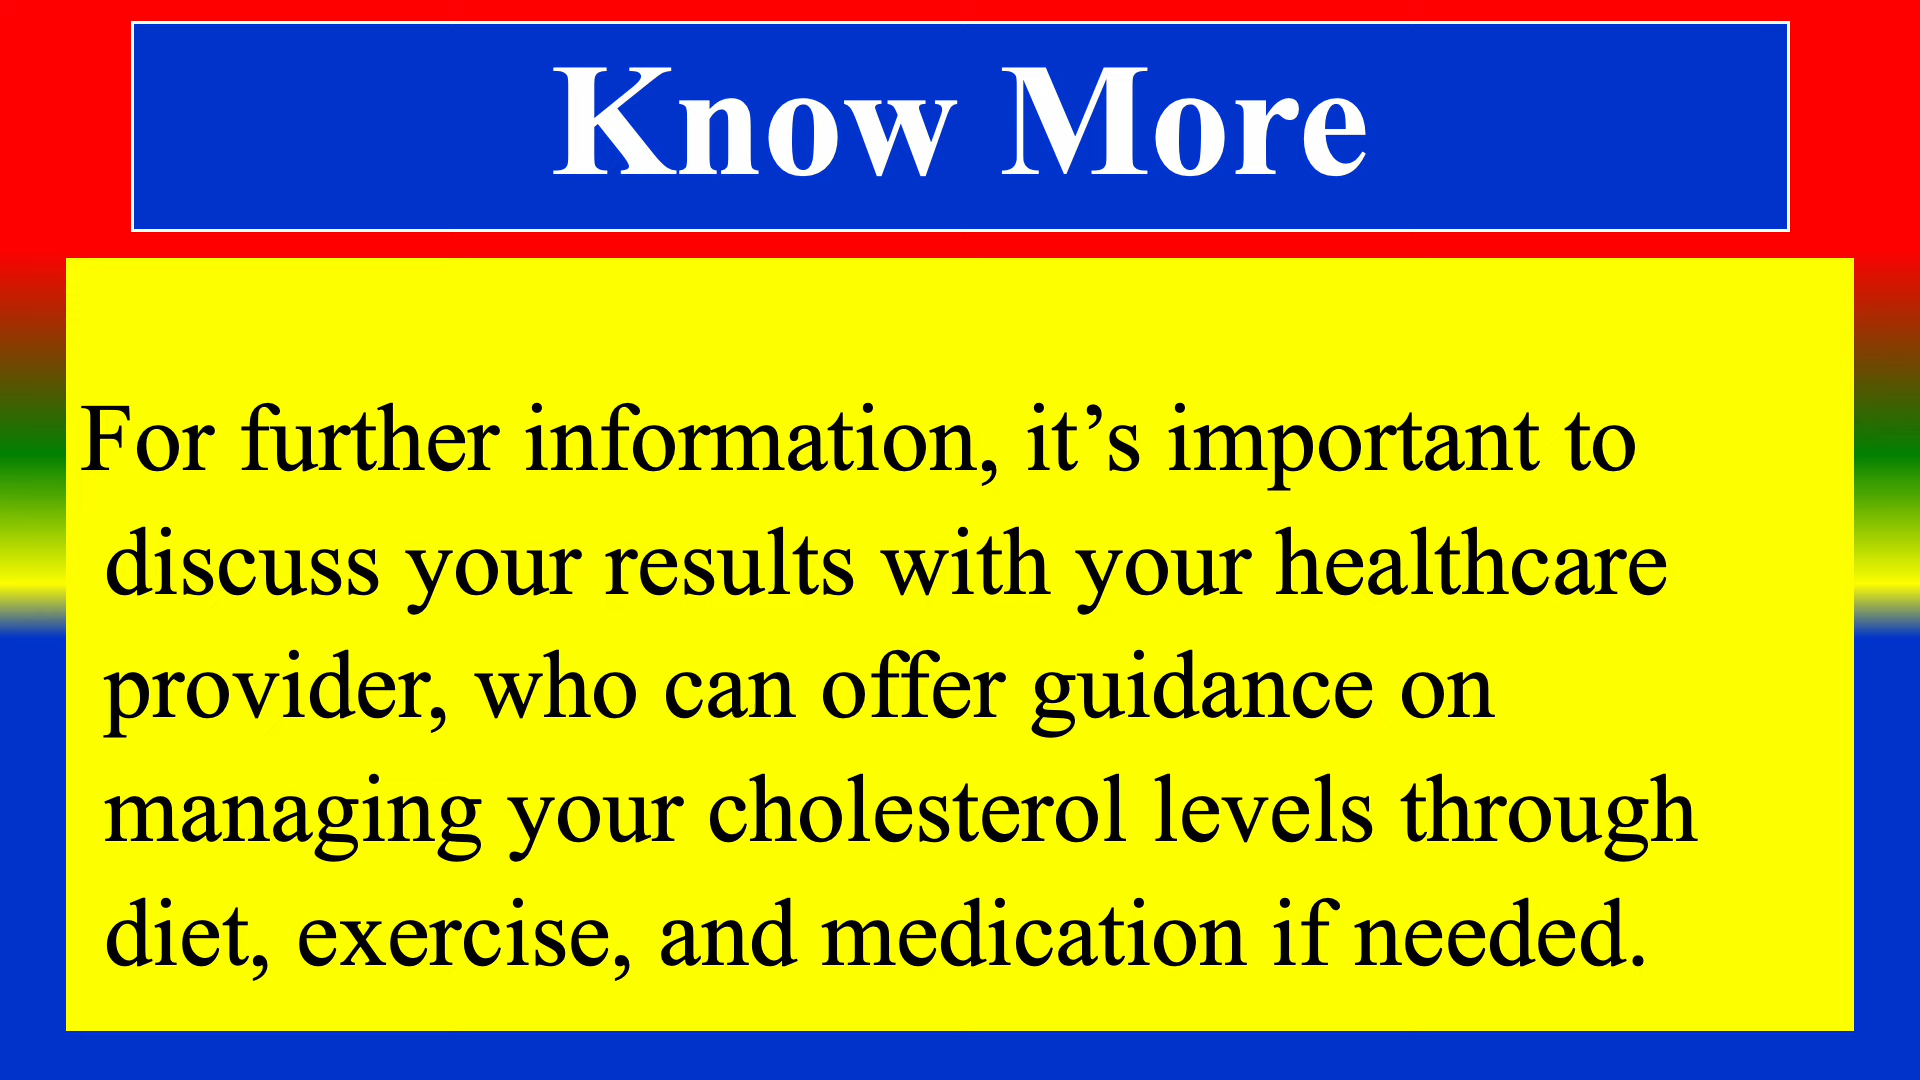 Know More
For further information, it’s important to
discuss your results with your healthcare
provider, who can offer guidance on
managing your cholesterol levels through
diet, exercise, and medication if needed.